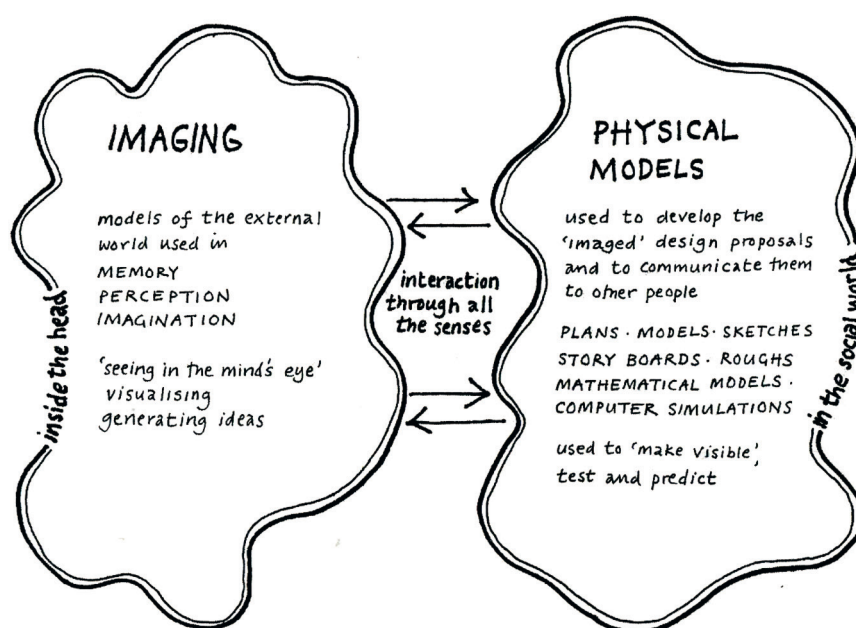 IMAGING
models of the external
world used in
MEMORY
PERCEPTION
IMAGINATION
'seeing in the mind's eye'
visualising
generating ideas
inside the head
interaction
through all
the senses
PHYSICAL
MODELS
used to develop the
'imaged' design proposals
and to communicate them
to other people
PLANS · MODELS · SKETCHES
STORY BOARDS · ROUGHS
MATHEMATICAL MODELS ·
COMPUTER SIMULATIONS
used to 'make visible',
test and predict
in the social world